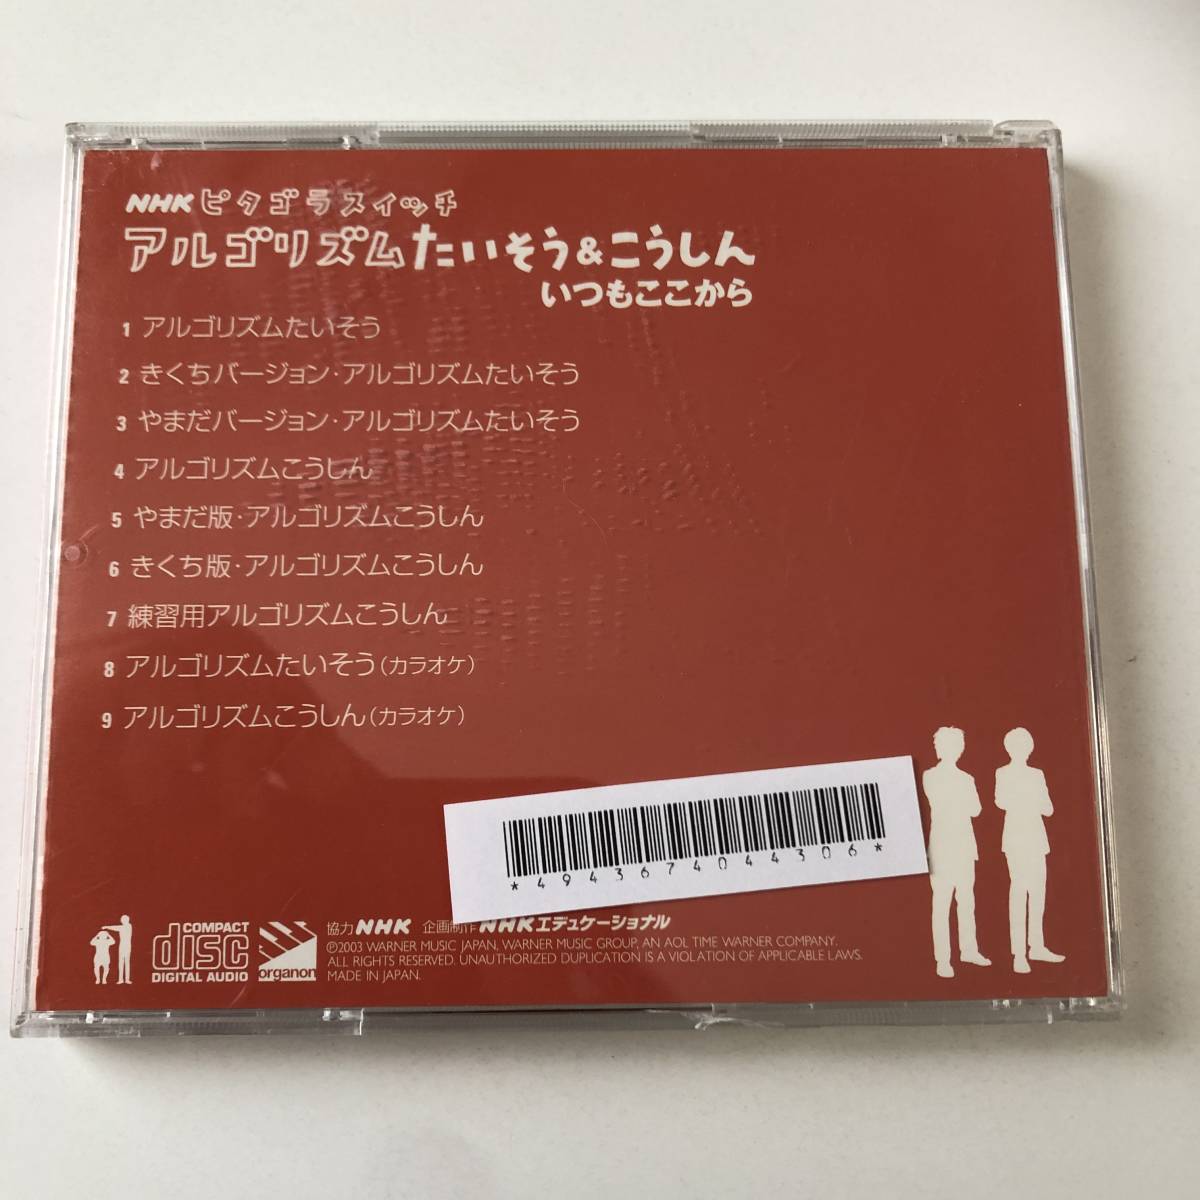 NHK ピタゴラスイッチ
アルゴリズムたいそう&こうしん
いつもここから
1 アルゴリズムたいそう
2 きくちバージョン・アルゴリズムたいそう
3 やまだバージョン・アルゴリズムたいそう
4 アルゴリズムこうしん
5 やまだ版・アルゴリズムこうしん
6 きくち版・アルゴリズムこうしん
7 練習用アルゴリズムこうしん
8 アルゴリズムたいそう(カラオケ)
9 アルゴリズムこうしん(カラオケ)
*4943674044306*
COMPACT
disc
DIGITAL AUDIO
organon
協力 NHK 企画制作 NHKエデュケーショナル
℗2003 WARNER MUSIC JAPAN, WARNER MUSIC GROUP, AN AOL TIME WARNER COMPANY.
ALL RIGHTS RESERVED. UNAUTHORIZED DUPLICATION IS A VIOLATION OF APPLICABLE LAWS.
MADE IN JAPAN.